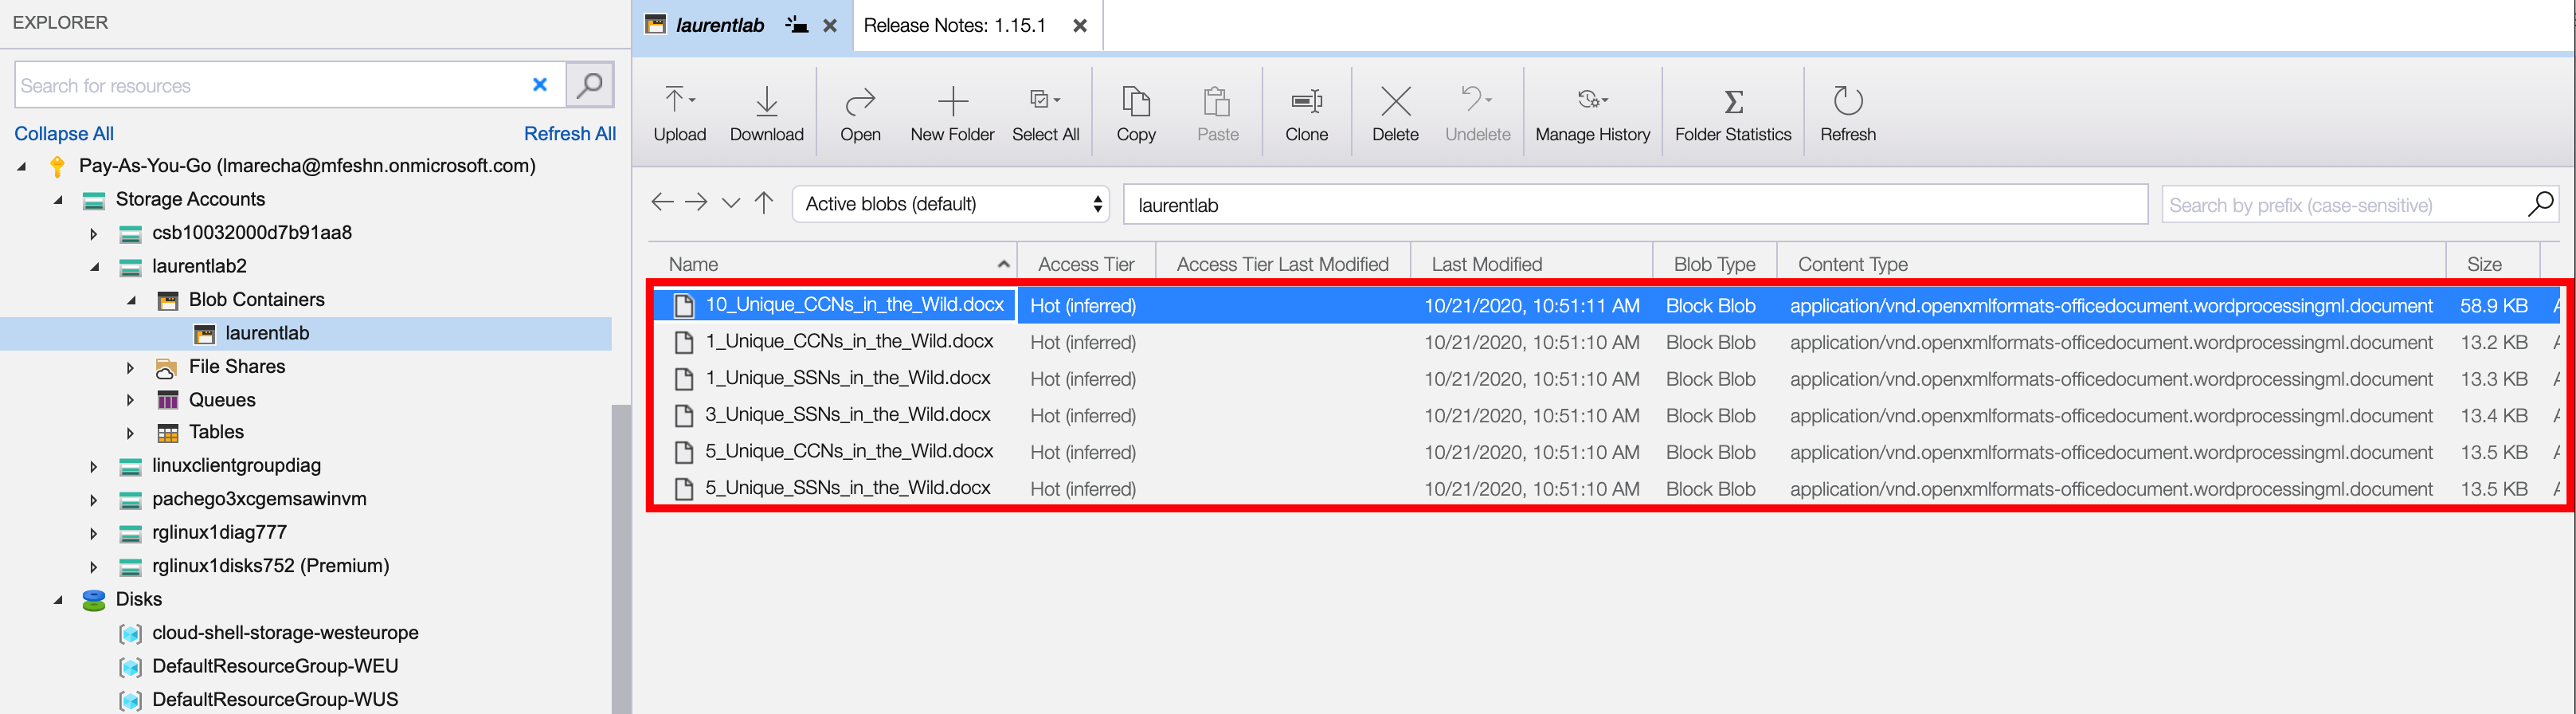 EXPLORER
Search for resources
Collapse All Refresh All
Pay-As-You-Go (lmarecha@mfeshn.onmicrosoft.com)
Storage Accounts
csb10032000d7b91aa8
laurentlab2
Blob Containers
laurentlab
File Shares
Queues
Tables
linuxclientgroupdiag
pachego3xcgemsawinvm
rglinux1diag777
rglinux1disks752 (Premium)
Disks
cloud-shell-storage-westeurope
DefaultResourceGroup-WEU
DefaultResourceGroup-WUS
laurentlab Release Notes: 1.15.1
Upload Download Open New Folder Select All Copy Paste Clone Delete Undelete Manage History Folder Statistics Refresh
Active blobs (default) laurentlab Search by prefix (case-sensitive)
Name Access Tier Access Tier Last Modified Last Modified Blob Type Content Type Size
10_Unique_CCNs_in_the_Wild.docx Hot (inferred) 10/21/2020, 10:51:11 AM Block Blob application/vnd.openxmlformats-officedocument.wordprocessingml.document 58.9 KB
1_Unique_CCNs_in_the_Wild.docx Hot (inferred) 10/21/2020, 10:51:10 AM Block Blob application/vnd.openxmlformats-officedocument.wordprocessingml.document 13.2 KB
1_Unique_SSNs_in_the_Wild.docx Hot (inferred) 10/21/2020, 10:51:10 AM Block Blob application/vnd.openxmlformats-officedocument.wordprocessingml.document 13.3 KB
3_Unique_SSNs_in_the_Wild.docx Hot (inferred) 10/21/2020, 10:51:10 AM Block Blob application/vnd.openxmlformats-officedocument.wordprocessingml.document 13.4 KB
5_Unique_CCNs_in_the_Wild.docx Hot (inferred) 10/21/2020, 10:51:10 AM Block Blob application/vnd.openxmlformats-officedocument.wordprocessingml.document 13.5 KB
5_Unique_SSNs_in_the_Wild.docx Hot (inferred) 10/21/2020, 10:51:10 AM Block Blob application/vnd.openxmlformats-officedocument.wordprocessingml.document 13.5 KB